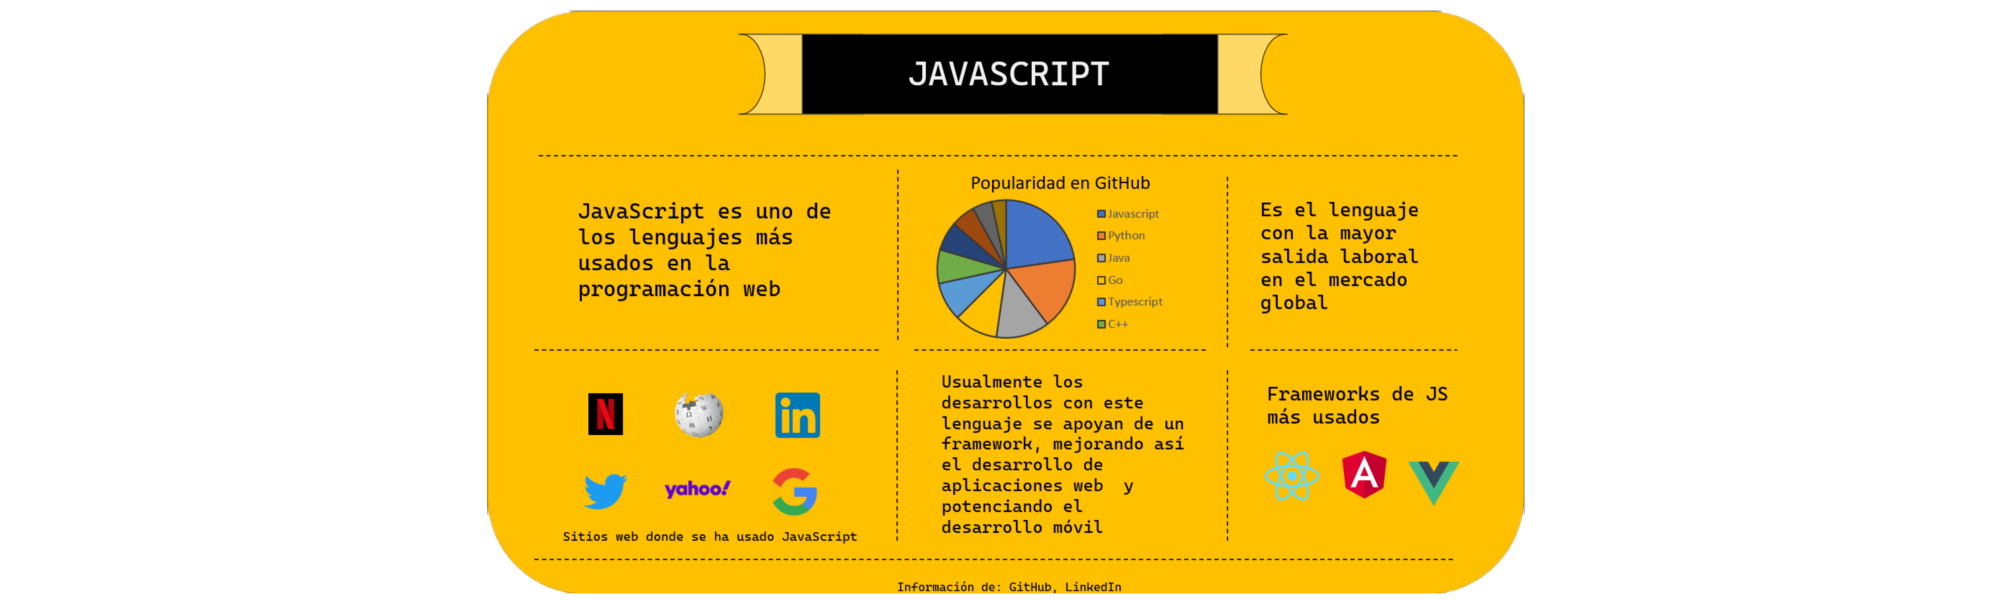 JAVASCRIPT
JavaScript es uno de
los lenguajes más
usados en la
programación web
Popularidad en GitHub
Javascript
Python
Java
Go
Typescript
C++
Es el lenguaje
con la mayor
salida laboral
en el mercado
global
N
in
yahoo!
G
Sitios web donde se ha usado JavaScript
Usualmente los
desarrollos con este
lenguaje se apoyan de un
framework, mejorando así
el desarrollo de
aplicaciones web  y
potenciando el
desarrollo móvil
Frameworks de JS
más usados
A
Información de: GitHub, LinkedIn